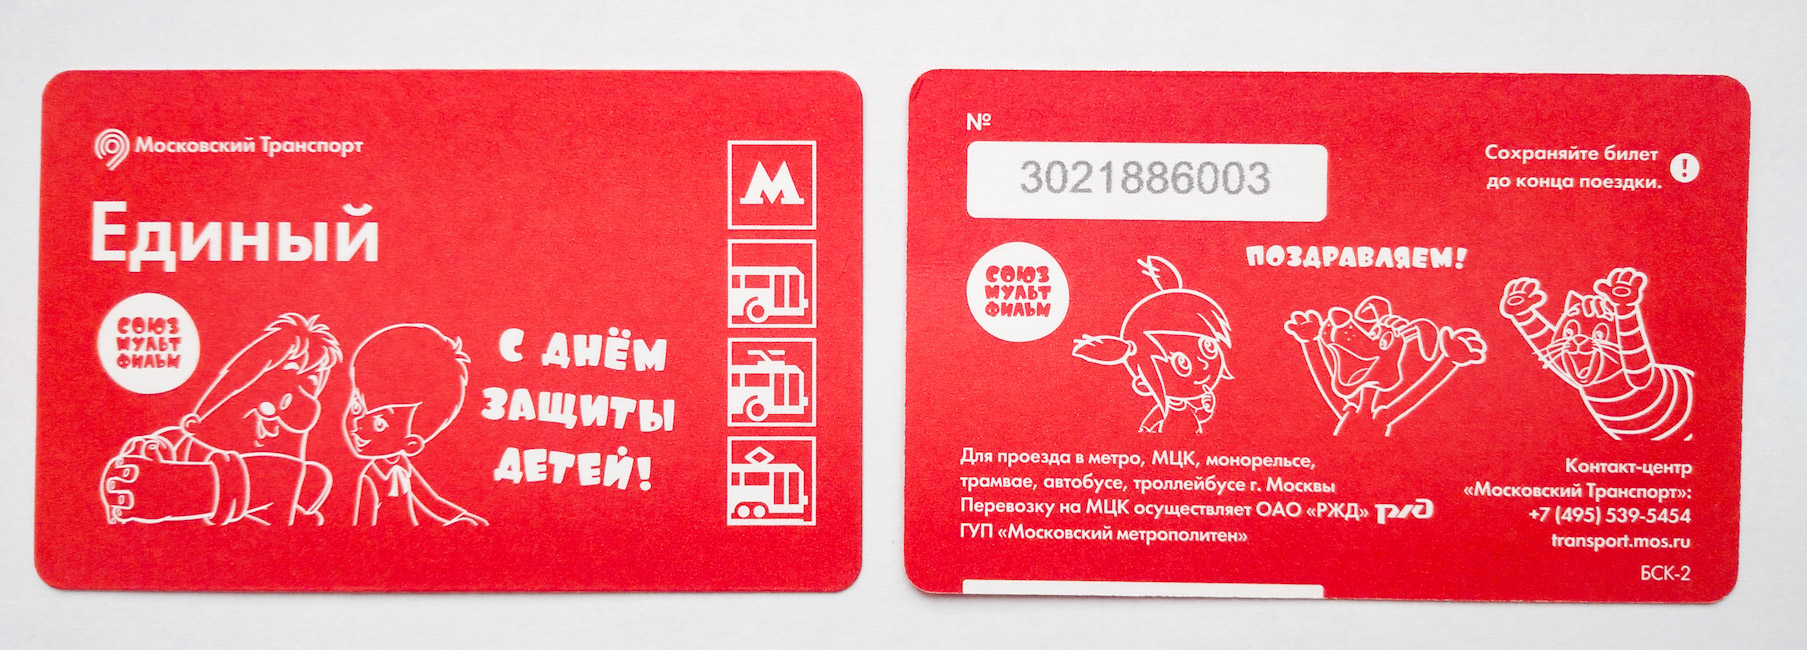 Московский Транспорт
Единый
СОЮЗ
МУЛЬТ
ФИЛЬМ
С ДНЁМ
ЗАЩИТЫ
ДЕТЕЙ!
М
№
3021886003
Сохраняйте билет
до конца поездки.
!
СОЮЗ
МУЛЬТ
ФИЛЬМ
ПОЗДРАВЛЯЕМ!
Для проезда в метро, МЦК, монорельсе,
трамвае, автобусе, троллейбусе г. Москвы
Перевозку на МЦК осуществляет ОАО «РЖД» РЖД
ГУП «Московский метрополитен»
Контакт-центр
«Московский Транспорт»:
+7 (495) 539-5454
transport.mos.ru
БСК-2